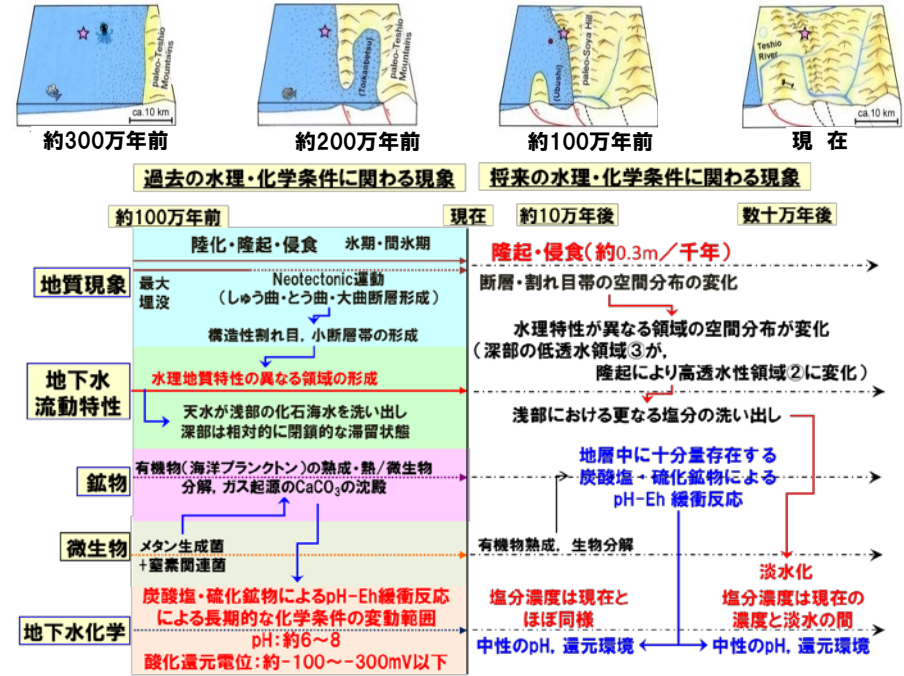 paleo-Teshio
Mountains
ca.10 km
(Toikanbetsu)
paleo-Teshio
Mountains
(Ubushi)
paleo-Soya Hill
Teshio
River
ca.10 km
約300万年前
約200万年前
約100万年前
現 在
過去の水理・化学条件に関わる現象
将来の水理・化学条件に関わる現象
約100万年前
現在
約10万年後
数十万年後
地質現象
陸化・隆起・侵食 氷期・間氷期
最大
埋没
Neotectonic運動
(しゅう曲・とう曲・大曲断層形成)
構造性割れ目,小断層帯の形成
隆起・侵食(約0.3m/千年)
断層・割れ目帯の空間分布の変化
水理特性が異なる領域の空間分布が変化
(深部の低透水領域③が,
隆起により高透水性領域②に変化)
地下水
流動特性
水理地質特性の異なる領域の形成
天水が浅部の化石海水を洗い出し
深部は相対的に閉鎖的な滞留状態
浅部における更なる塩分の洗い出し
鉱物
有機物(海洋プランクトン)の熟成・熱/微生物
分解,ガス起源のCaCO₃の沈殿
地層中に十分量存在する
炭酸塩・硫化鉱物による
pH-Eh 緩衝反応
微生物
メタン生成菌
+窒素関連菌
有機物熟成,生物分解
淡水化
地下水化学
炭酸塩・硫化鉱物によるpH-Eh緩衝反応
による長期的な化学条件の変動範囲
pH:約6~8
酸化還元電位:約-100~-300mV以下
塩分濃度は現在と
ほぼ同様
中性のpH,還元環境
塩分濃度は現在の
濃度と淡水の間
中性のpH,還元環境